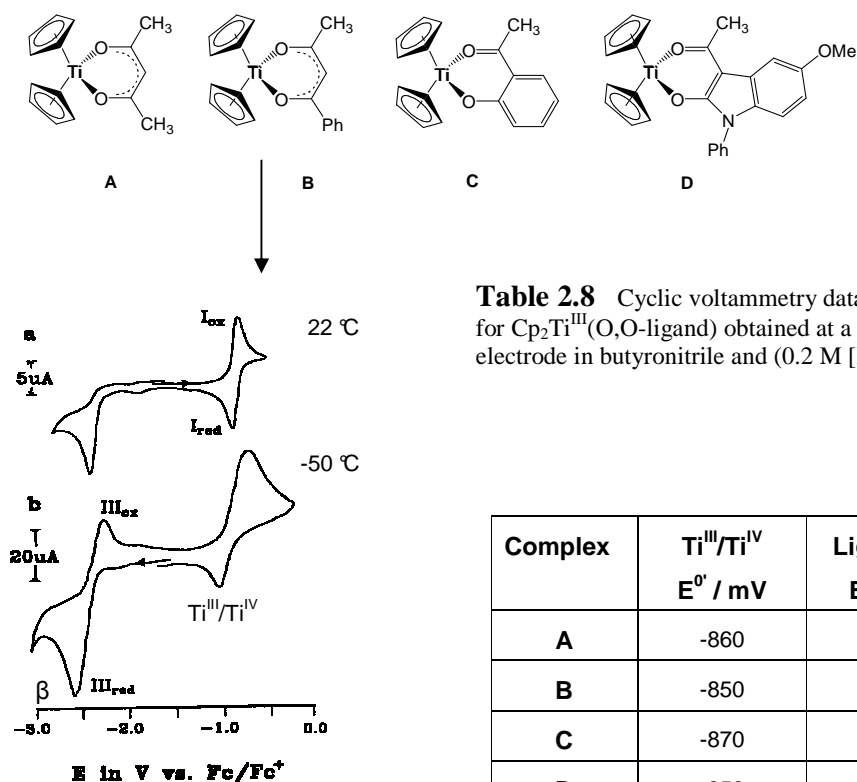 CH3
CH3
CH3
CH3
O
O
O
O
OMe
Ti
Ti
Ti
Ti
O
O
O
O
N
CH3
Ph
Ph
A
B
C
D
Table 2.8 Cyclic voltammetry data
for Cp2TiIII(O,O-ligand) obtained at a
electrode in butyronitrile and (0.2 M [
Iox
22 °C
a
5uA
Ired
-50 °C
b
IIIox
20uA
TiIII/TiIV
β
IIIred
-3.0
-2.0
-1.0
0.0
E in V vs. Fc/Fc+
Complex
TiIII/TiIV
E0' / mV
A
-860
B
-850
C
-870